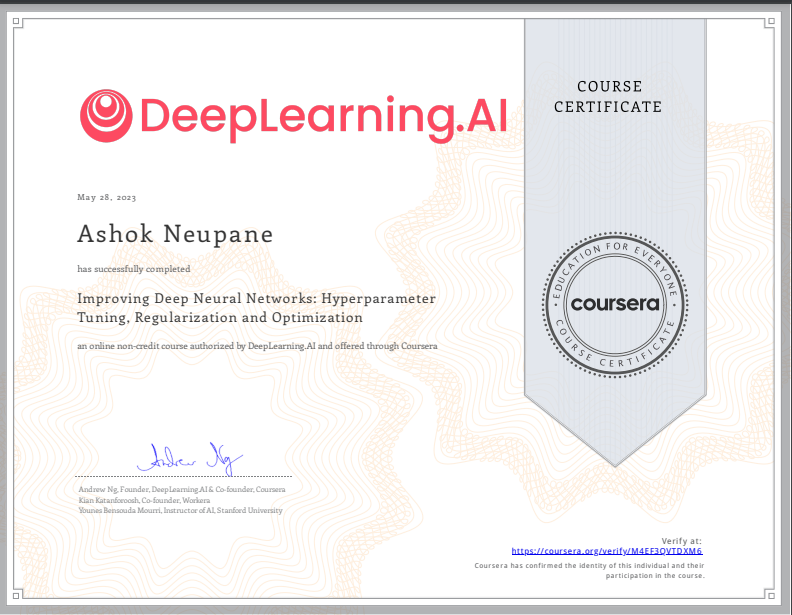 DeepLearning.AI
COURSE
CERTIFICATE
May 28, 2023
Ashok Neupane
has successfully completed
Improving Deep Neural Networks: Hyperparameter
Tuning, Regularization and Optimization
an online non-credit course authorized by DeepLearning.AI and offered through Coursera
EDUCATION FOR EVERYONE
coursera
COURSE CERTIFICATE
Andrew Ng
Andrew Ng, Founder, DeepLearning.AI & Co-founder, Coursera
Kian Katanforoosh, Co-founder, Workera
Younes Bensouda Mourri, Instructor of AI, Stanford University
Verify at:
https://coursera.org/verify/M4EF3QVTDXM6
Coursera has confirmed the identity of this individual and their
participation in the course.